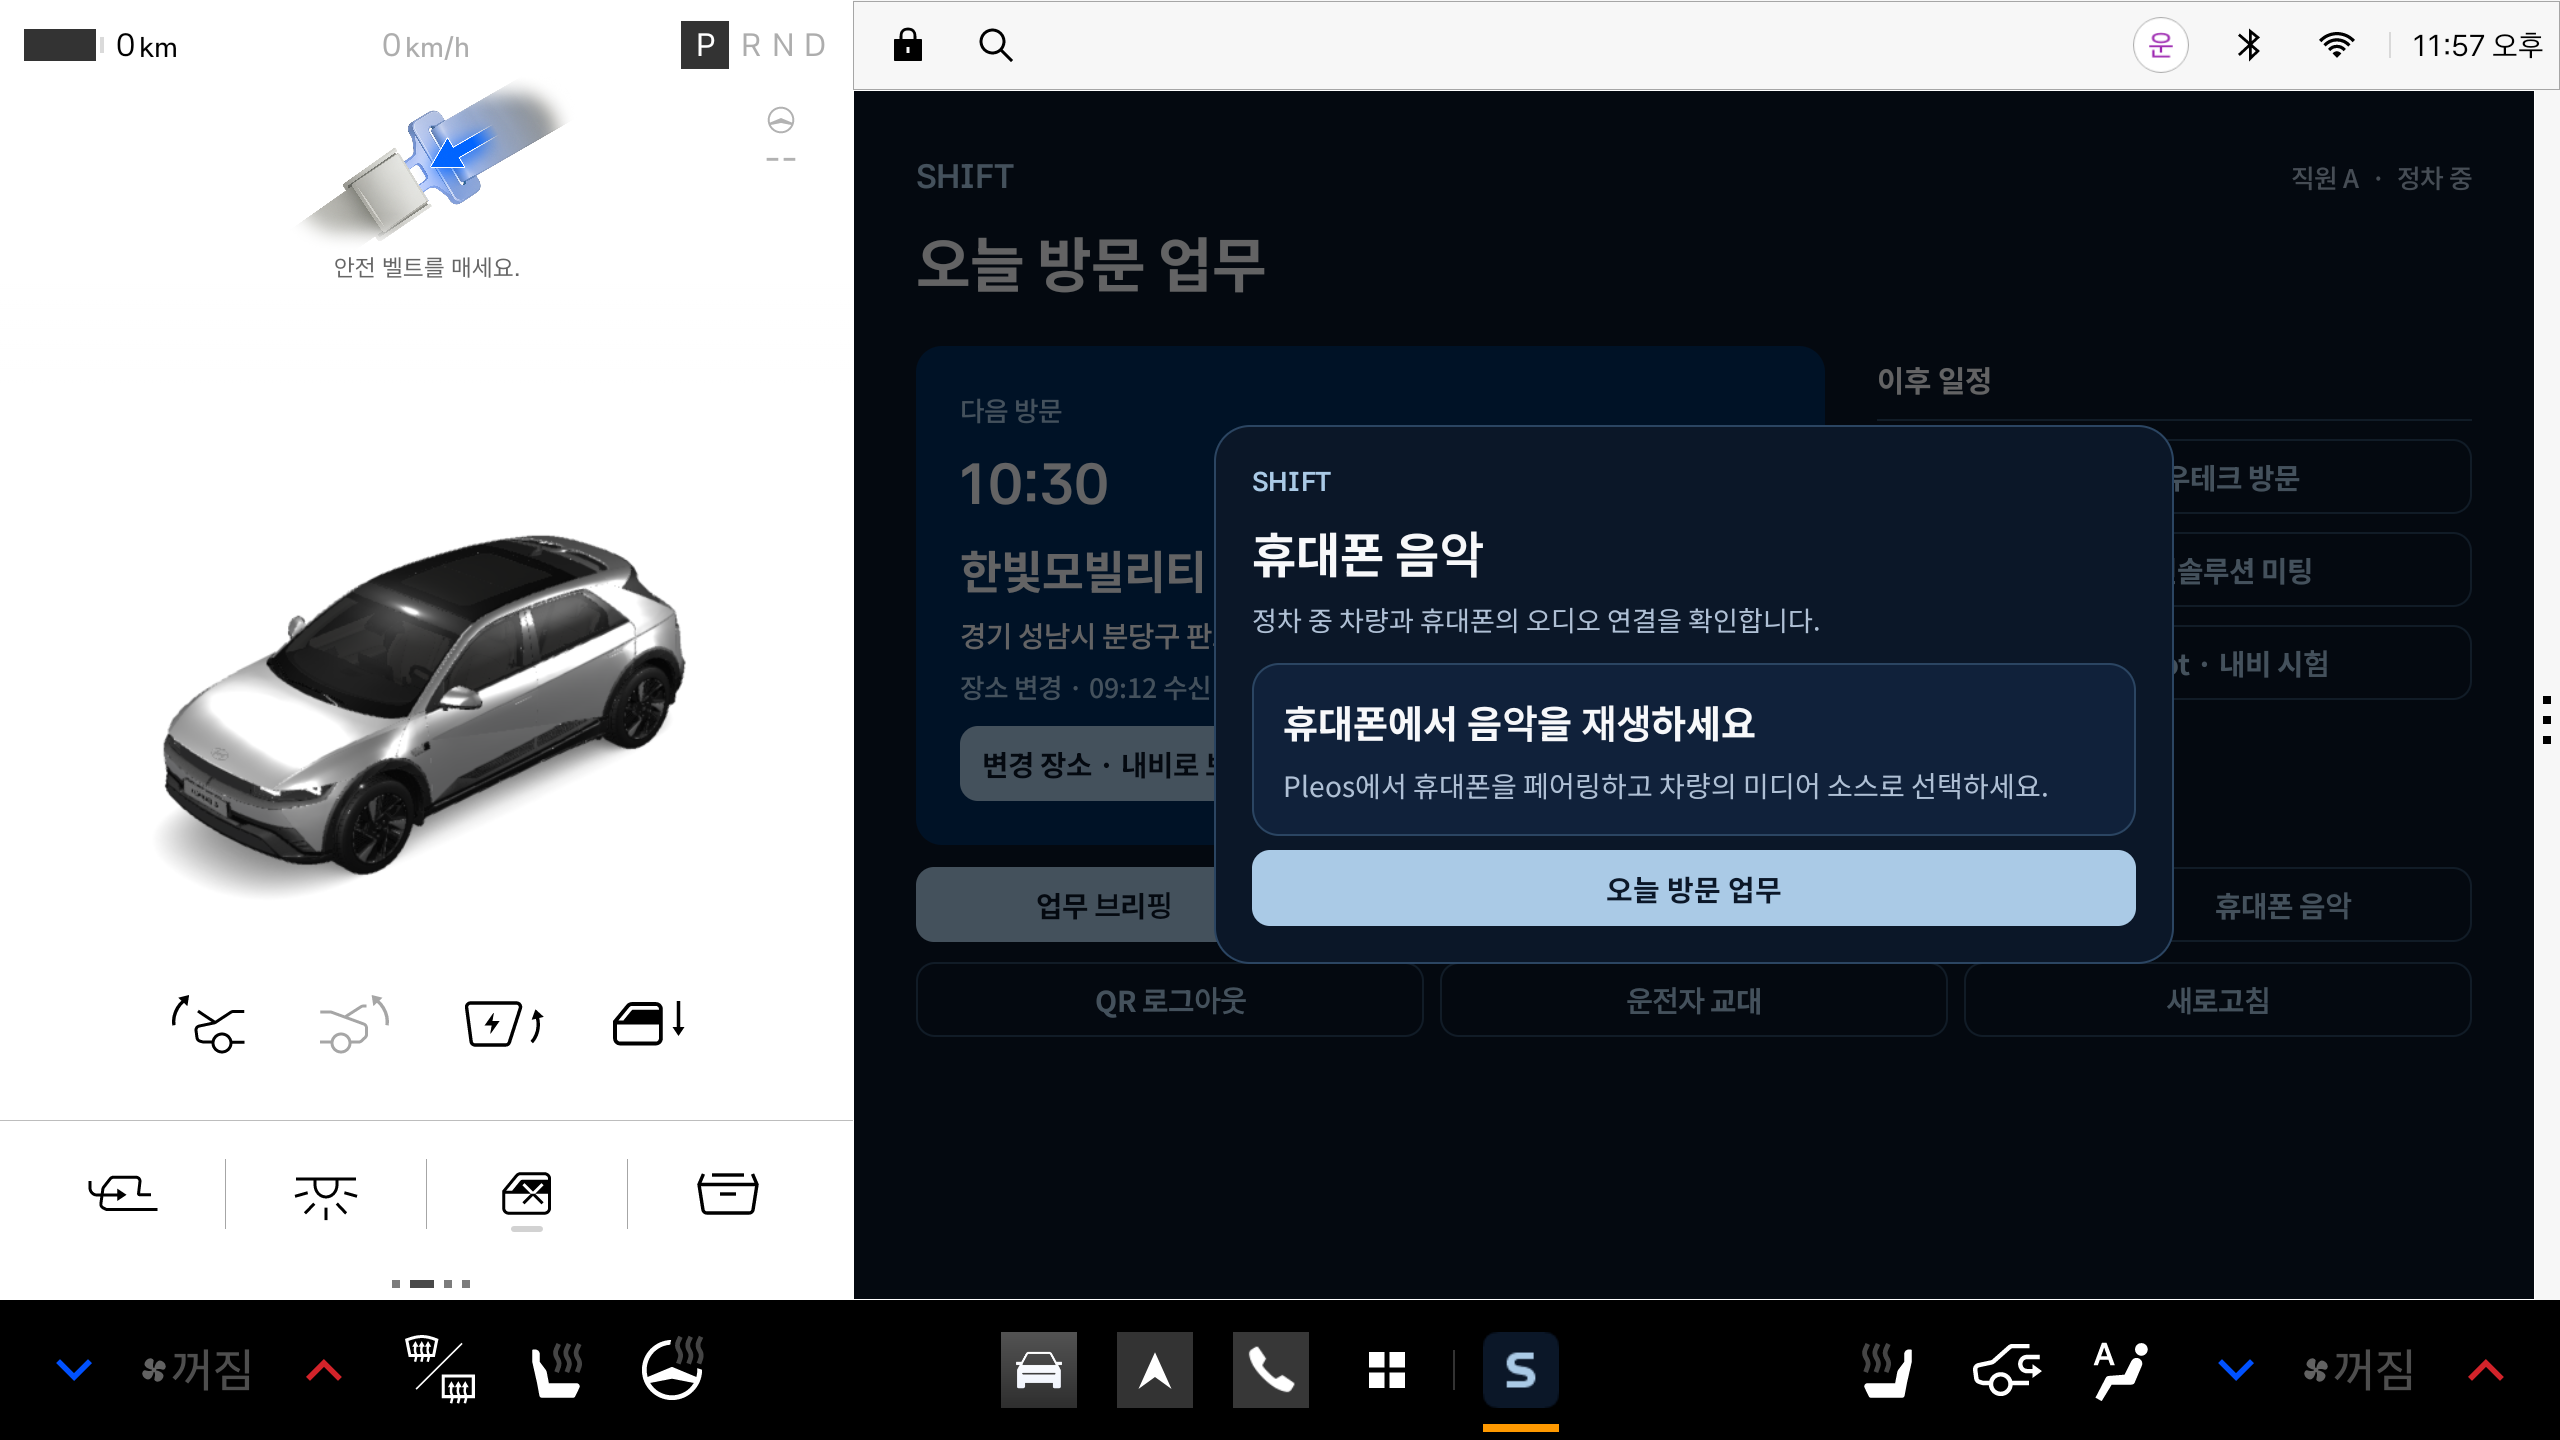 0 km
0 km/h
P R N D
안전 벨트를 매세요.
운
11:57 오후
SHIFT
직원 A · 정차 중
오늘 방문 업무
다음 방문
10:30
한빛모빌리티
경기 성남시 분당구
장소 변경 · 09:12 수신
변경 장소 · 내비로
이후 일정
방문
미팅
· 내비 시험
SHIFT
휴대폰 음악
정차 중 차량과 휴대폰의 오디오 연결을 확인합니다.
휴대폰에서 음악을 재생하세요
Pleos에서 휴대폰을 페어링하고 차량의 미디어 소스로 선택하세요.
오늘 방문 업무
업무 브리핑
휴대폰 음악
QR 로그아웃
운전자 교대
새로고침
꺼짐
S
A
꺼짐